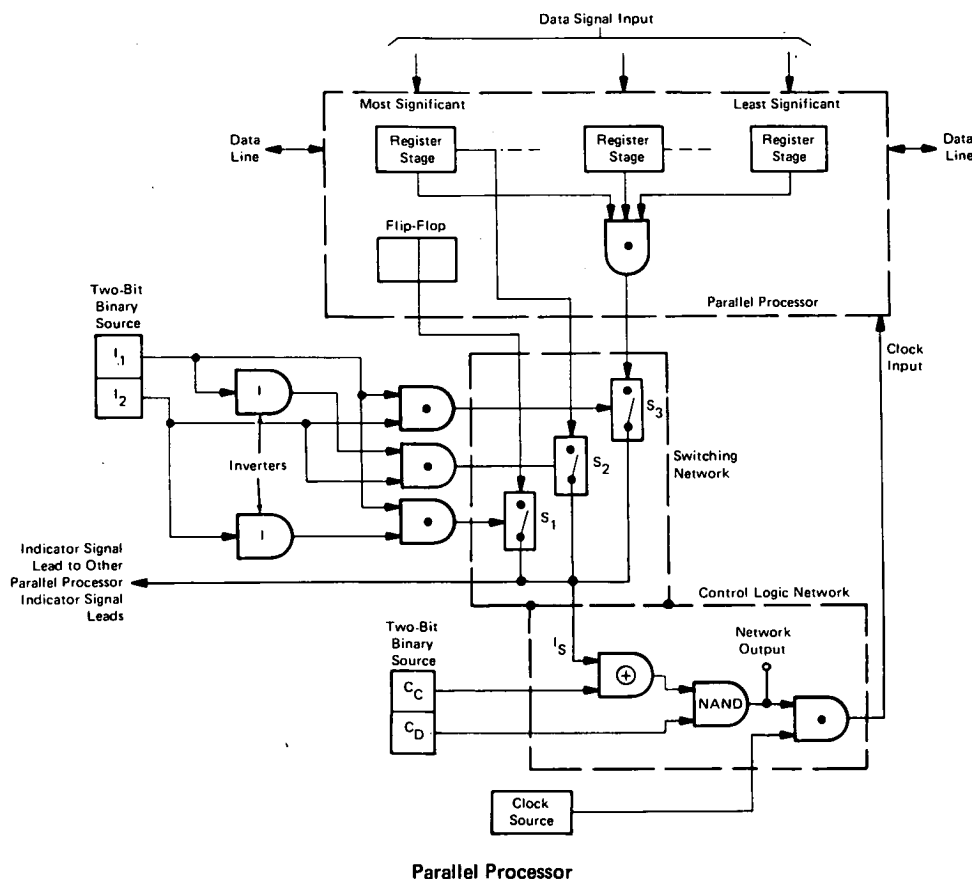 Data Signal Input
Most Significant
Least Significant
Data
Line
Register
Stage
Register
Stage
Register
Stage
Data
Line
Flip-Flop
Parallel Processor
Two-Bit
Binary
Source
I1
I2
I
Inverters
I
S3
S2
S1
Switching
Network
Clock
Input
Indicator Signal
Lead to Other
Parallel Processor
Indicator Signal
Leads
Control Logic Network
Two-Bit
Binary
Source
CC
CD
IS
Network
Output
NAND
Clock
Source
Parallel Processor